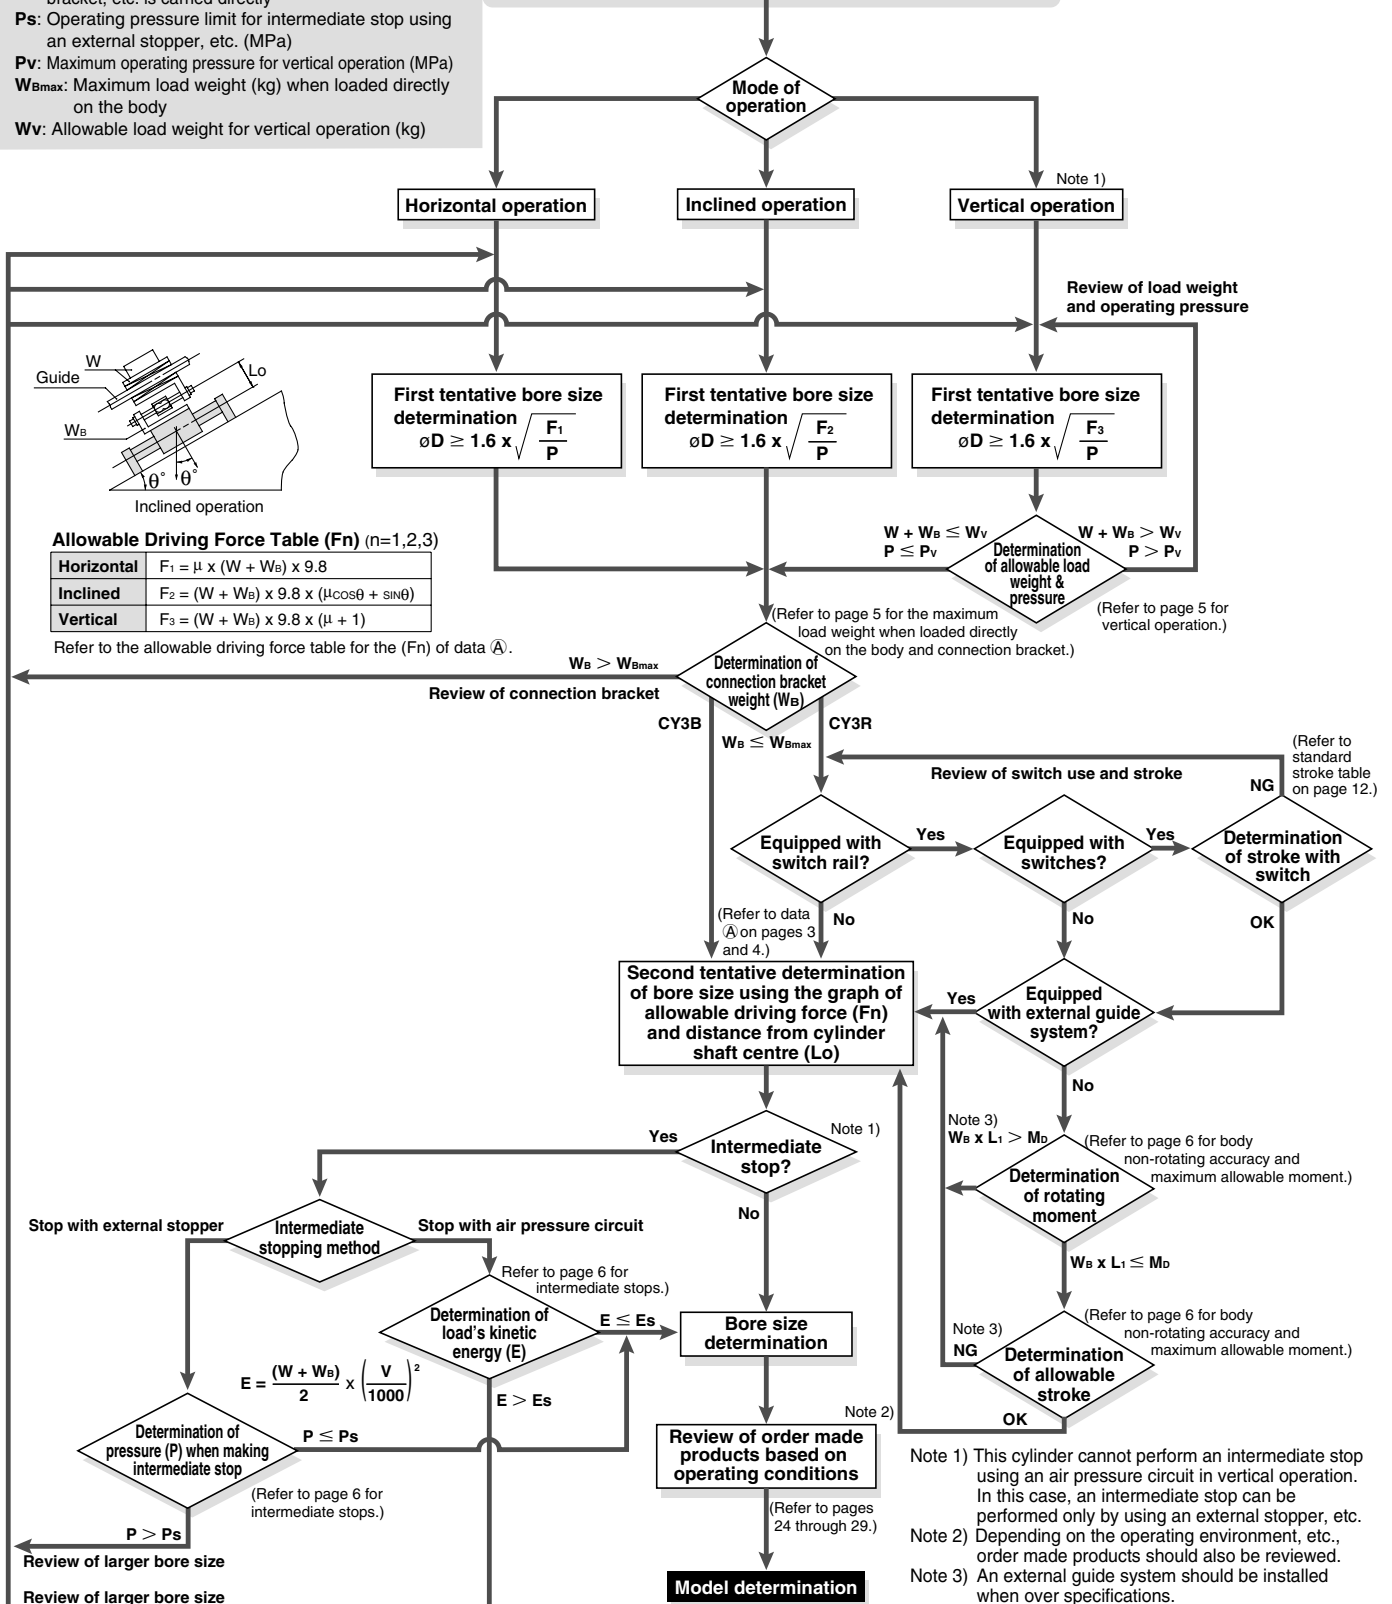 bracket, etc. is carried directly
Ps: Operating pressure limit for intermediate stop using
an external stopper, etc. (MPa)
Pv: Maximum operating pressure for vertical operation (MPa)
WBmax: Maximum load weight (kg) when loaded directly
on the body
Wv: Allowable load weight for vertical operation (kg)
Mode of
operation
Note 1)
Horizontal operation
Inclined operation
Vertical operation
Review of load weight
and operating pressure
W
Guide
Lo
WB
θ°
θ°
Inclined operation
First tentative bore size
determination
øD ≥ 1.6 x √ F1 / P
First tentative bore size
determination
øD ≥ 1.6 x √ F2 / P
First tentative bore size
determination
øD ≥ 1.6 x √ F3 / P
W + WB ≤ WV
P ≤ PV
W + WB > WV
P > PV
Determination
of allowable load
weight &
pressure
(Refer to page 5 for
vertical operation.)
Allowable Driving Force Table (Fn) (n=1,2,3)
Horizontal F1 = μ x (W + WB) x 9.8
Inclined F2 = (W + WB) x 9.8 x (μCOSθ + SINθ)
Vertical F3 = (W + WB) x 9.8 x (μ + 1)
Refer to the allowable driving force table for the (Fn) of data Ⓐ.
(Refer to page 5 for the maximum
load weight when loaded directly
on the body and connection bracket.)
WB > WBmax
Review of connection bracket
Determination of
connection bracket
weight (WB)
CY3B
CY3R
WB ≤ WBmax
(Refer to
standard
stroke table
on page 12.)
Review of switch use and stroke
NG
Equipped with
switch rail?
Yes
Equipped with
switches?
Yes
Determination
of stroke with
switch
No
No
OK
(Refer to data
Ⓐ on pages 3
and 4.)
Second tentative determination
of bore size using the graph of
allowable driving force (Fn)
and distance from cylinder
shaft centre (Lo)
Yes
Equipped
with external guide
system?
No
Note 3)
WB x L1 > MD
(Refer to page 6 for body
non-rotating accuracy and
maximum allowable moment.)
Determination
of rotating
moment
WB x L1 ≤ MD
Note 3)
NG
(Refer to page 6 for body
non-rotating accuracy and
maximum allowable moment.)
Determination
of allowable
stroke
OK
Yes
Note 1)
Intermediate
stop?
No
Stop with external stopper
Intermediate
stopping method
Stop with air pressure circuit
Refer to page 6 for
intermediate stops.)
Determination of
load's kinetic
energy (E)
E ≤ Es
E > Es
E = (W + WB) / 2 x ( V / 1000 ) 2
Determination of
pressure (P) when making
intermediate stop
P ≤ Ps
(Refer to page 6 for
intermediate stops.)
P > Ps
Review of larger bore size
Review of larger bore size
Bore size
determination
Note 2)
Review of order made
products based on
operating conditions
(Refer to pages
24 through 29.)
Model determination
Note 1) This cylinder cannot perform an intermediate stop
using an air pressure circuit in vertical operation.
In this case, an intermediate stop can be
performed only by using an external stopper, etc.
Note 2) Depending on the operating environment, etc.,
order made products should also be reviewed.
Note 3) An external guide system should be installed
when over specifications.